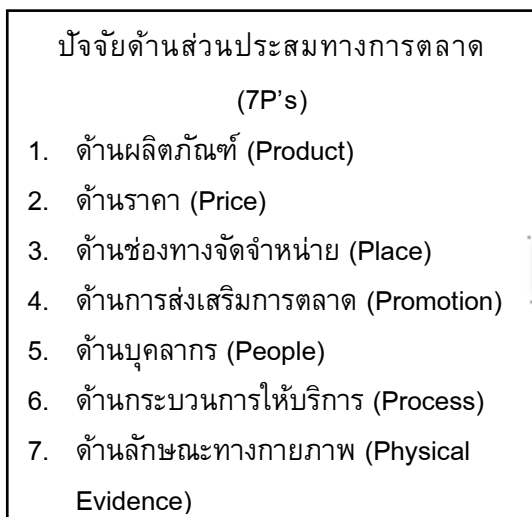 ปัจจัยด้านส่วนประสมทางการตลาด
(7P’s)
1. ด้านผลิตภัณฑ์ (Product)
2. ด้านราคา (Price)
3. ด้านช่องทางจัดจำหน่าย (Place)
4. ด้านการส่งเสริมการตลาด (Promotion)
5. ด้านบุคลากร (People)
6. ด้านกระบวนการให้บริการ (Process)
7. ด้านลักษณะทางกายภาพ (Physical
Evidence)